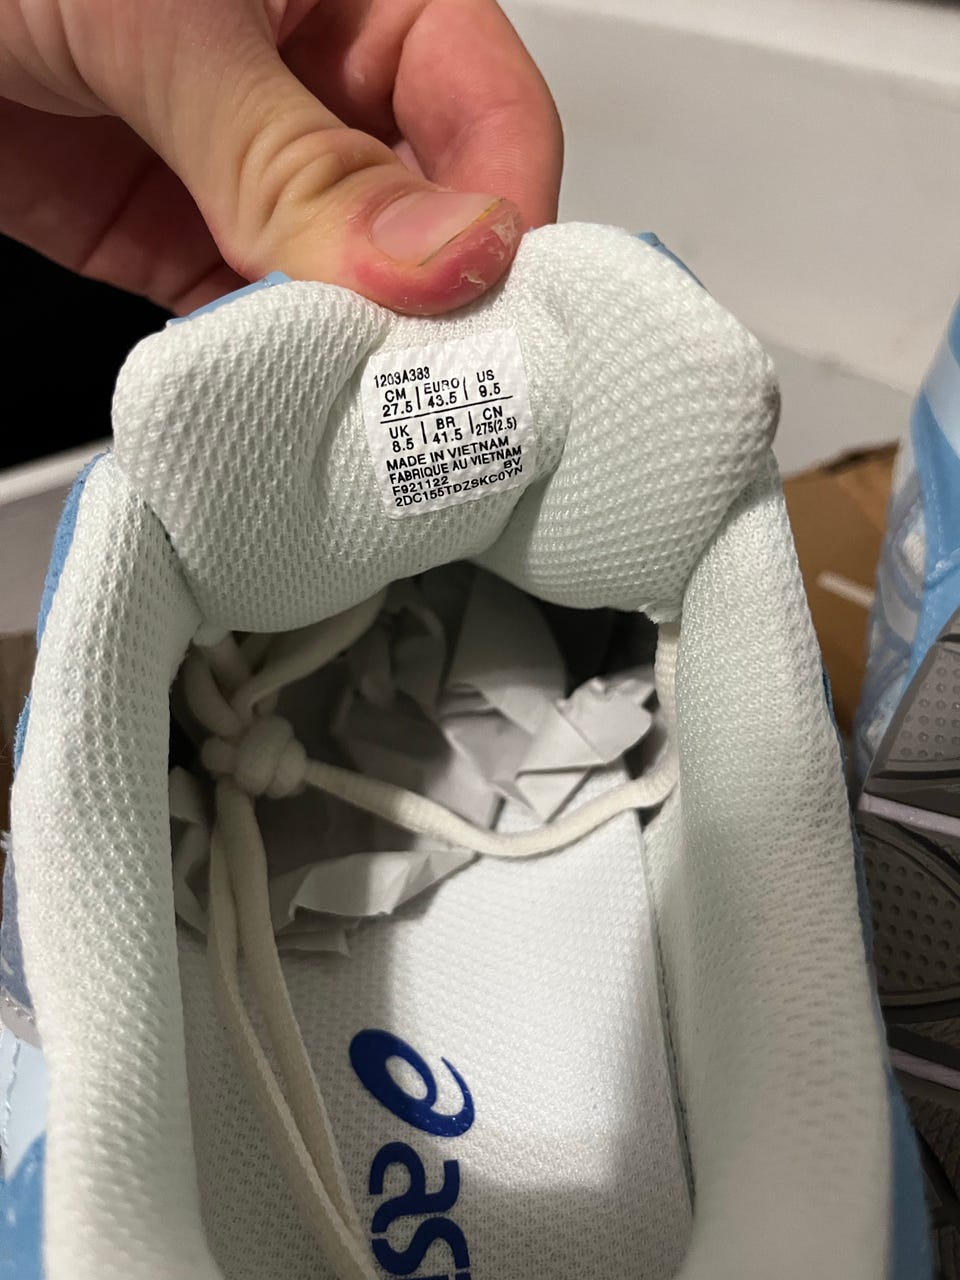 1203A383
CM | EURO | US
27.5 | 43.5 | 9.5
UK | BR | CN
8.5 | 41.5 | 275(2.5)
MADE IN VIETNAM
FABRIQUE AU VIETNAM
F921122 BV
2DC155TDZSKC0YN
asi